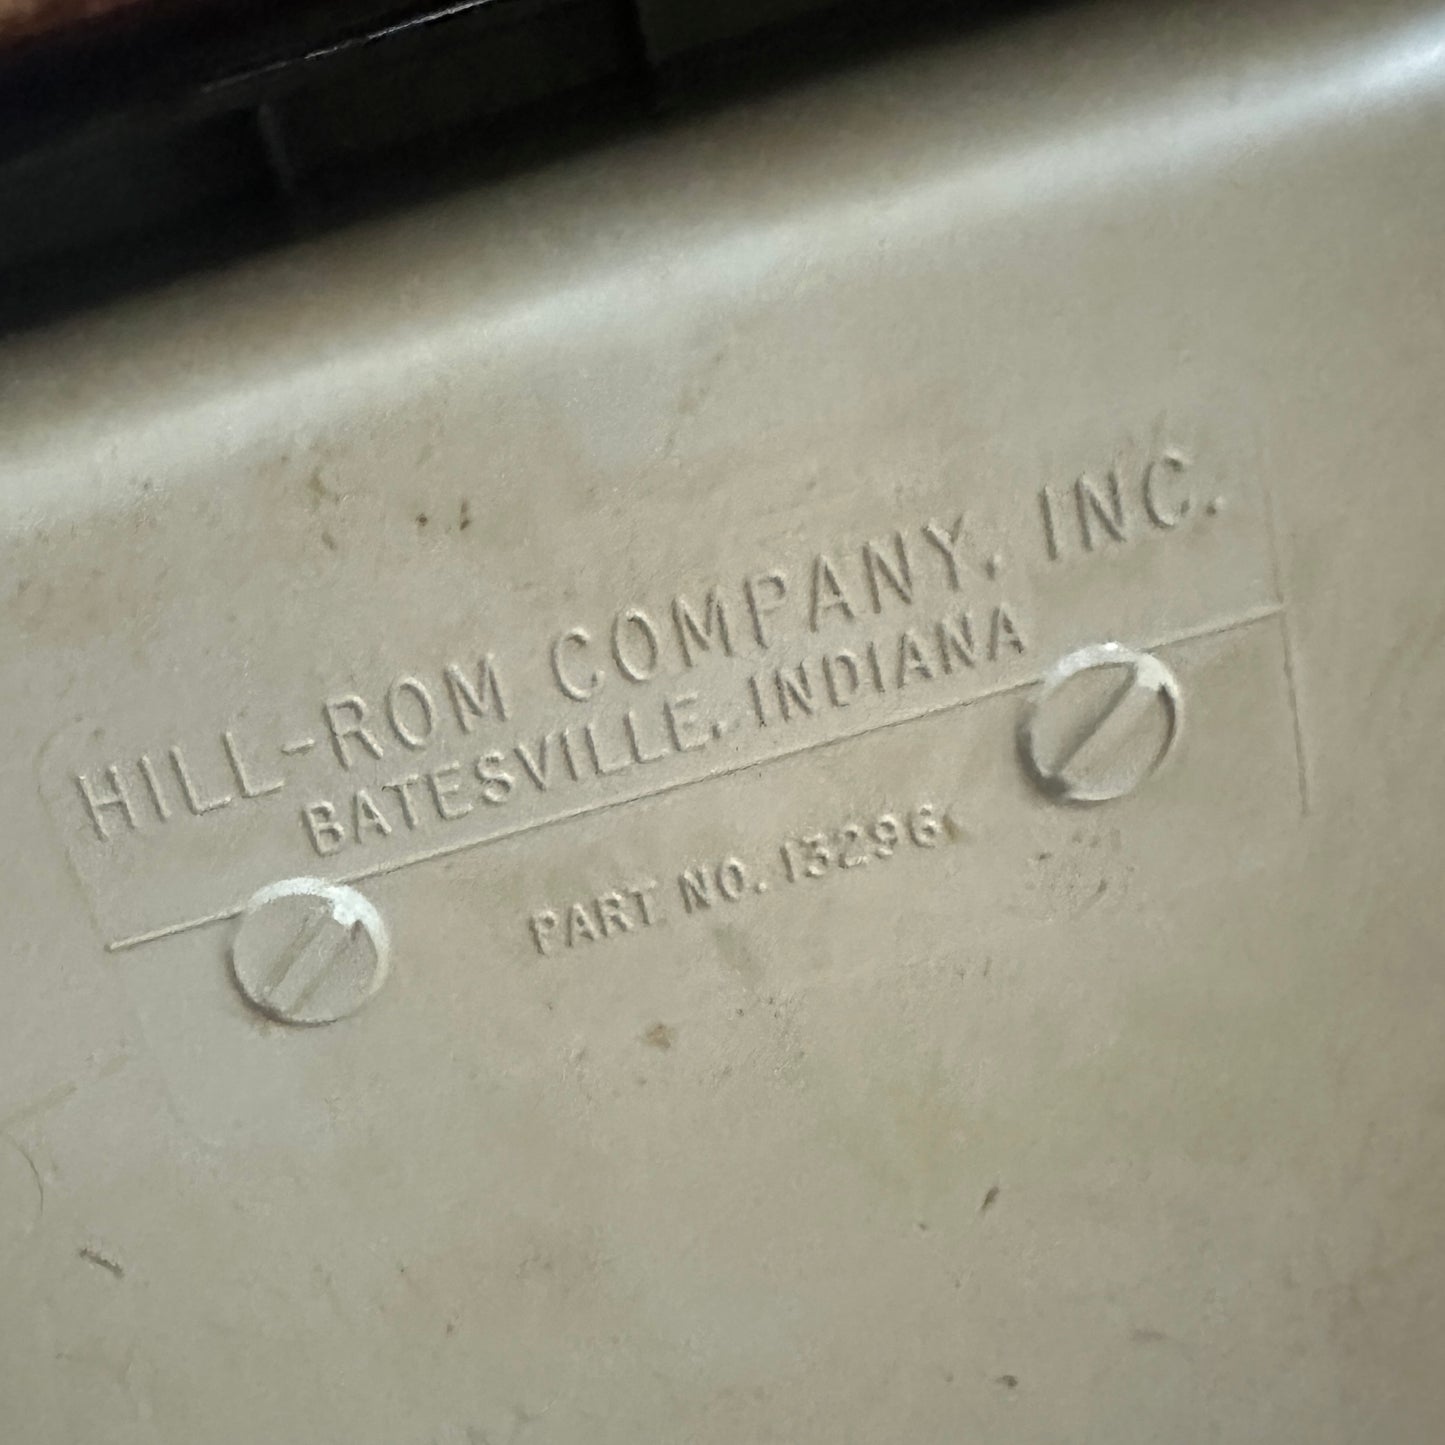 HILL-ROM COMPANY, INC.
BATESVILLE, INDIANA
PART NO. 13296